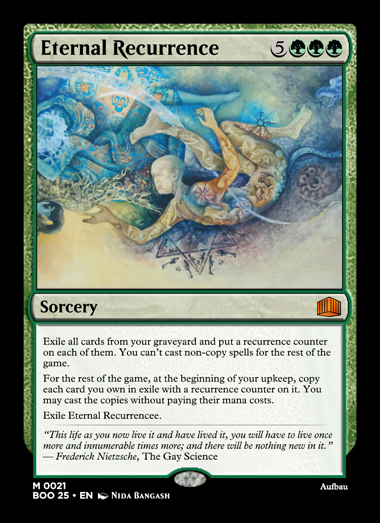 Eternal Recurrence 5
Sorcery
Exile all cards from your graveyard and put a recurrence counter
on each of them. You can't cast non-copy spells for the rest of the
game.
For the rest of the game, at the beginning of your upkeep, copy
each card you own in exile with a recurrence counter on it. You
may cast the copies without paying their mana costs.
Exile Eternal Recurrencee.
"This life as you now live it and have lived it, you will have to live once
more and innumerable times more; and there will be nothing new in it."
— Frederick Nietzsche, The Gay Science
M 0021
BOO 25 • EN Nida Bangash
Aufbau